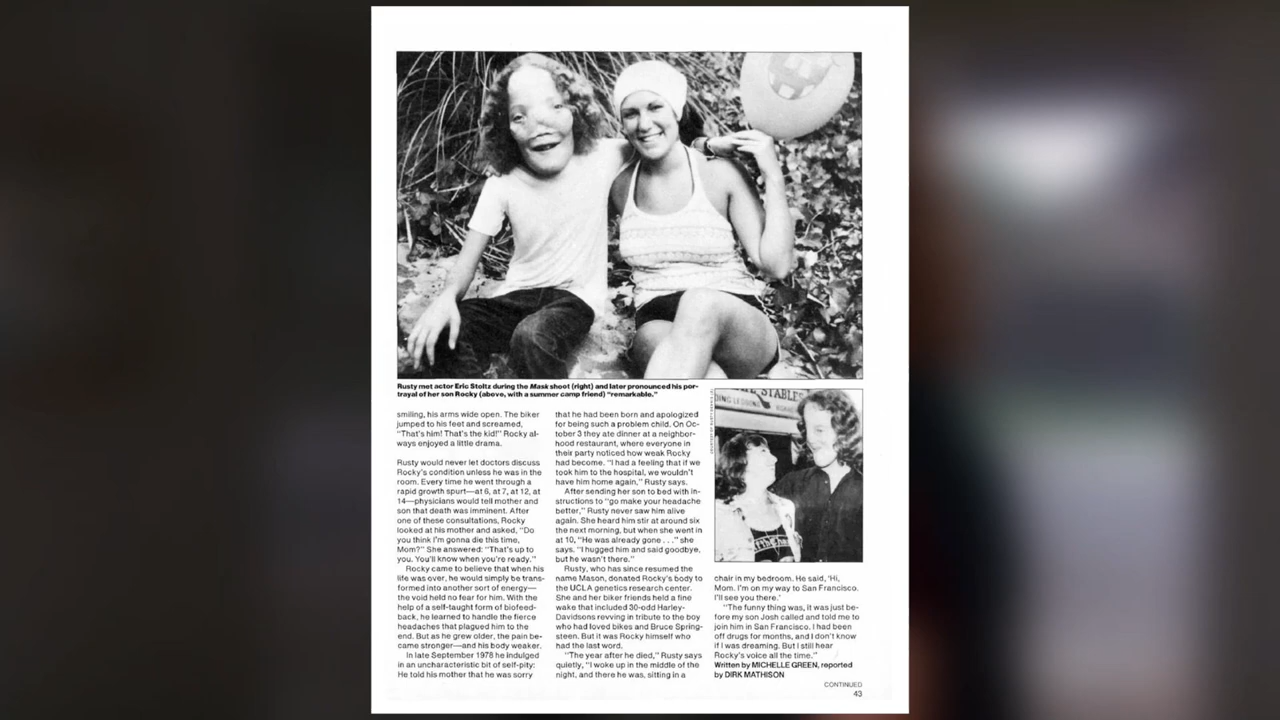 Rusty met actor Eric Stoltz during the Mask shoot (right) and later pronounced his por-
trayal of her son Rocky (above, with a summer camp friend) "remarkable."
smiling, his arms wide open. The biker
jumped to his feet and screamed,
"That's him! That's the kid!" Rocky al-
ways enjoyed a little drama.
Rusty would never let doctors discuss
Rocky's condition unless he was in the
room. Every time he went through a
rapid growth spurt—at 6, at 7, at 12, at
14—physicians would tell mother and
son that death was imminent. After
one of these consultations, Rocky
looked at his mother and asked, "Do
you think I'm gonna die this time,
Mom?" She answered: "That's up to
you. You'll know when you're ready."
Rocky came to believe that when his
life was over, he would simply be trans-
formed into another sort of energy—
the void held no fear for him. With the
help of a self-taught form of biofeed-
back, he learned to handle the fierce
headaches that plagued him to the
end. But as he grew older, the pain be-
came stronger—and his body weaker.
In late September 1978 he indulged
in an uncharacteristic bit of self-pity:
He told his mother that he was sorry
that he had been born and apologized
for being such a problem child. On Oc-
tober 3 they ate dinner at a neighbor-
hood restaurant, where everyone in
their party noticed how weak Rocky
had become. "I had a feeling that if we
took him to the hospital, we wouldn't
have him home again," Rusty says.
After sending her son to bed with in-
structions to "go make your headache
better," Rusty never saw him alive
again. She heard him stir at around six
the next morning, but when she went in
at 10, "He was already gone . . ." she
says. "I hugged him and said goodbye,
but he wasn't there."
Rusty, who has since resumed the
name Mason, donated Rocky's body to
the UCLA genetics research center.
She and her biker friends held a fine
wake that included 30-odd Harley-
Davidsons revving in tribute to the boy
who had loved bikes and Bruce Spring-
steen. But it was Rocky himself who
had the last word.
"The year after he died," Rusty says
quietly, "I woke up in the middle of the
night, and there he was, sitting in a
STABLES
chair in my bedroom. He said, 'Hi,
Mom. I'm on my way to San Francisco.
I'll see you there.'
"The funny thing was, it was just be-
fore my son Josh called and told me to
join him in San Francisco. I had been
off drugs for months, and I don't know
if I was dreaming. But I still hear
Rocky's voice all the time."
Written by MICHELLE GREEN, reported
by DIRK MATHISON
CONTINUED
43